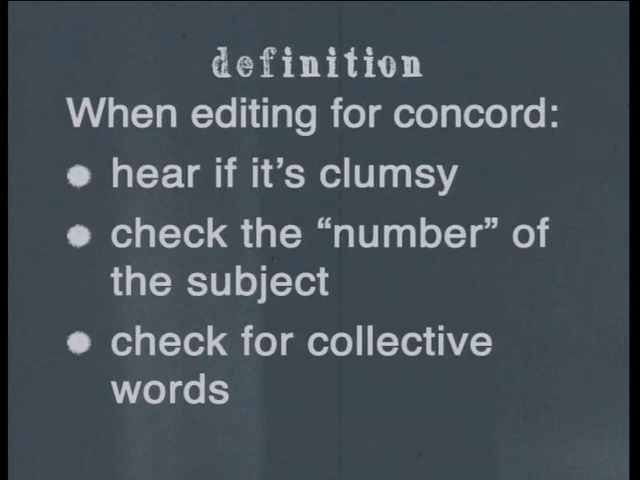 definition
When editing for concord:
hear if it's clumsy
check the “number” of
the subject
check for collective
words